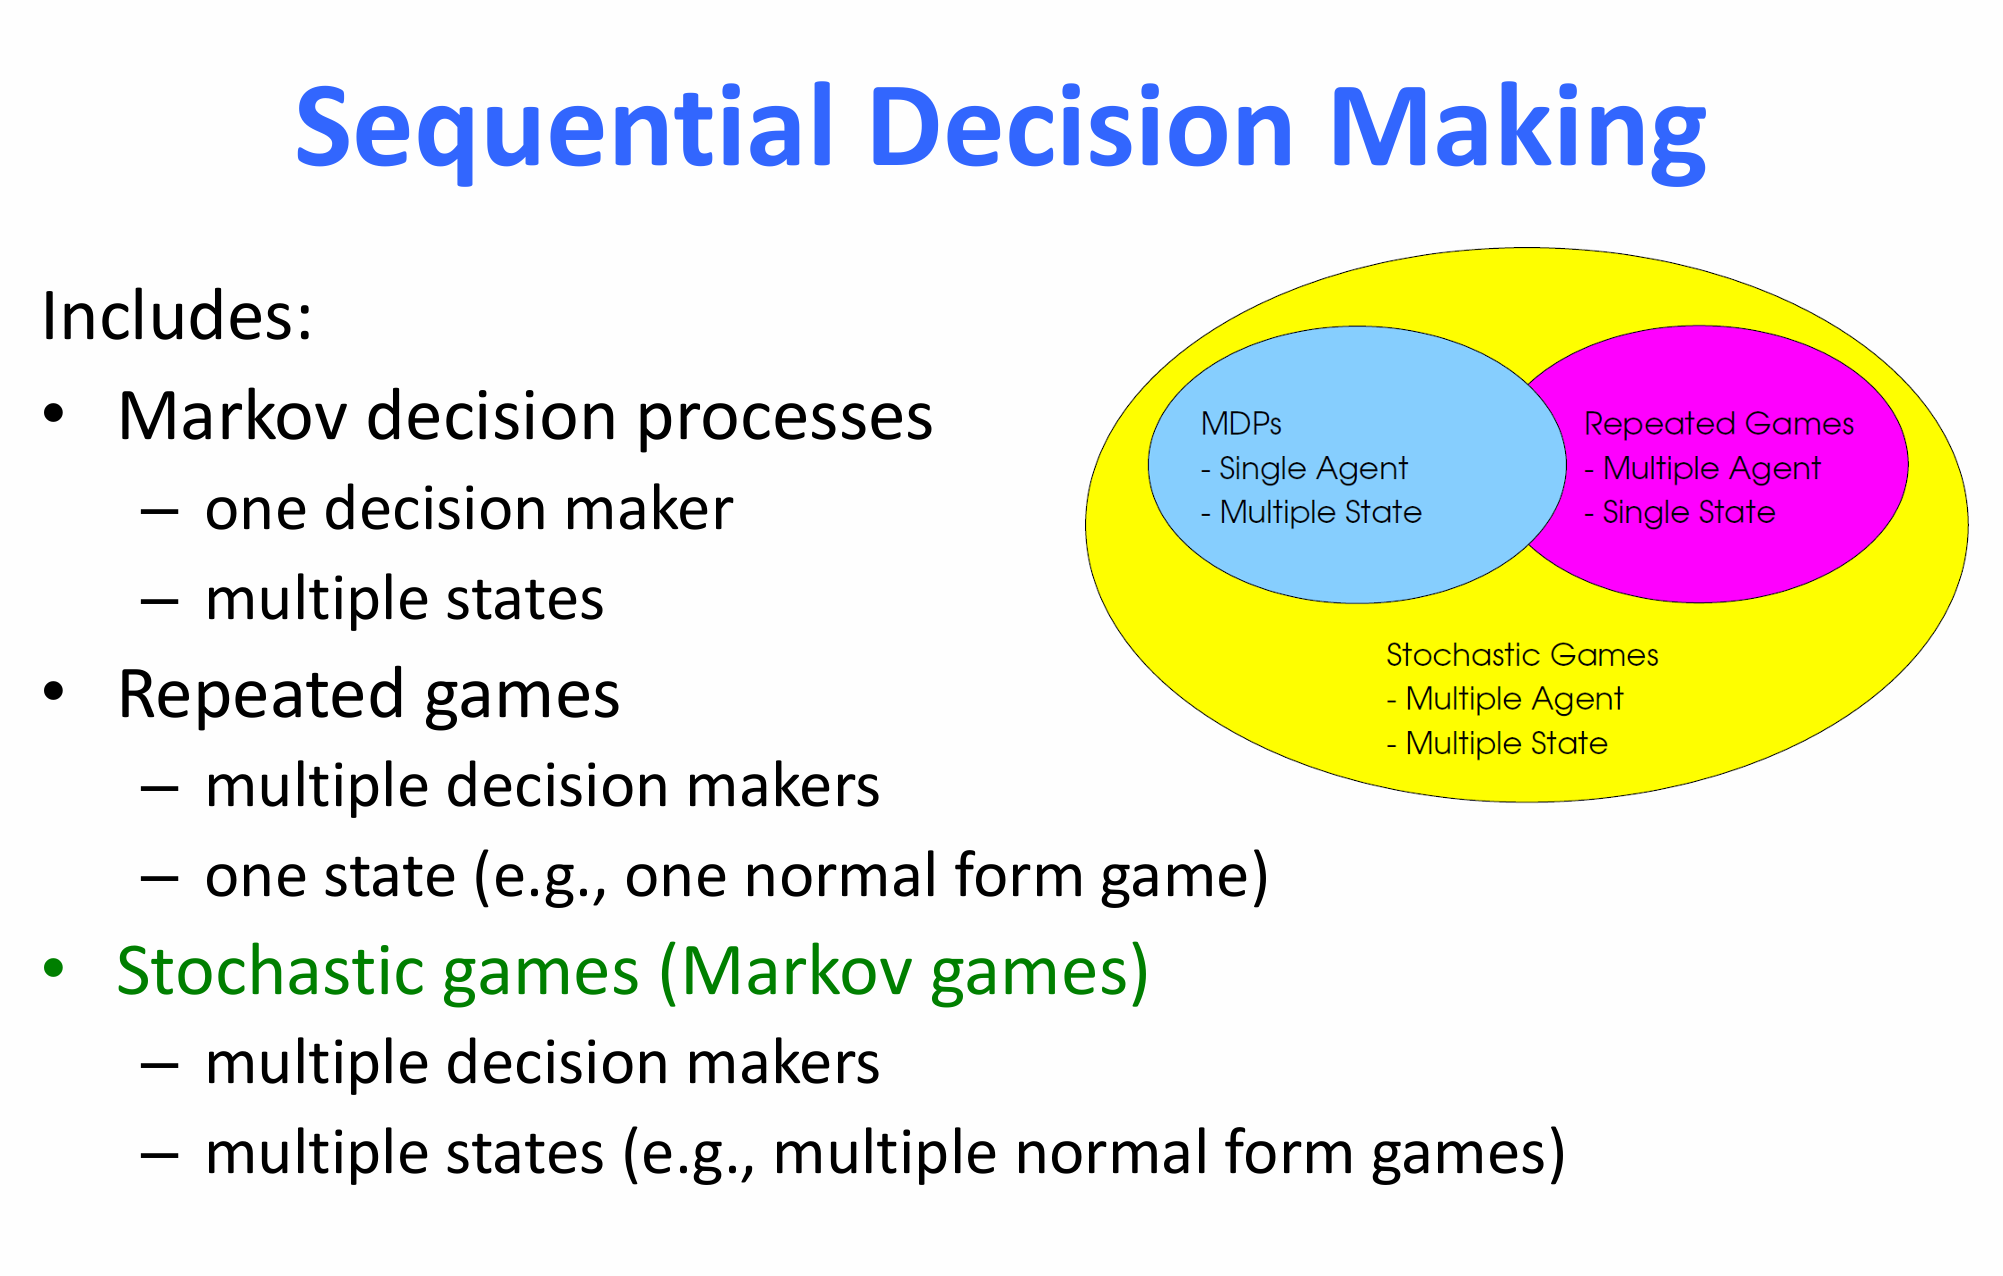 Sequential Decision Making
Includes:
• Markov decision processes
– one decision maker
– multiple states
• Repeated games
– multiple decision makers
– one state (e.g., one normal form game)
• Stochastic games (Markov games)
– multiple decision makers
– multiple states (e.g., multiple normal form games)
MDPs
- Single Agent
- Multiple State
Repeated Games
- Multiple Agent
- Single State
Stochastic Games
- Multiple Agent
- Multiple State